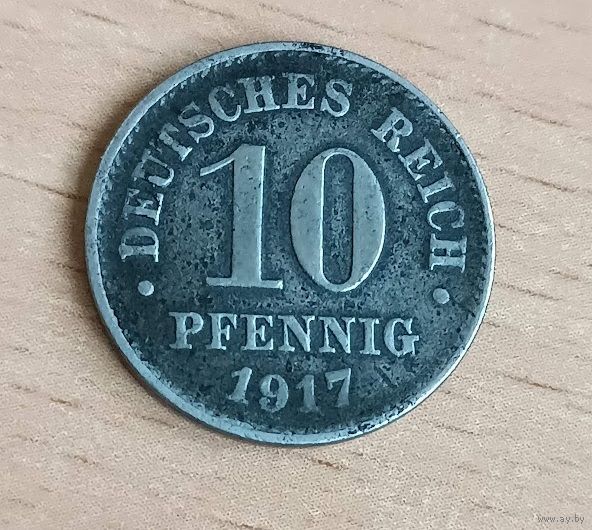 DEUTSCHES REICH
10
PFENNIG
1917
www.ay.by